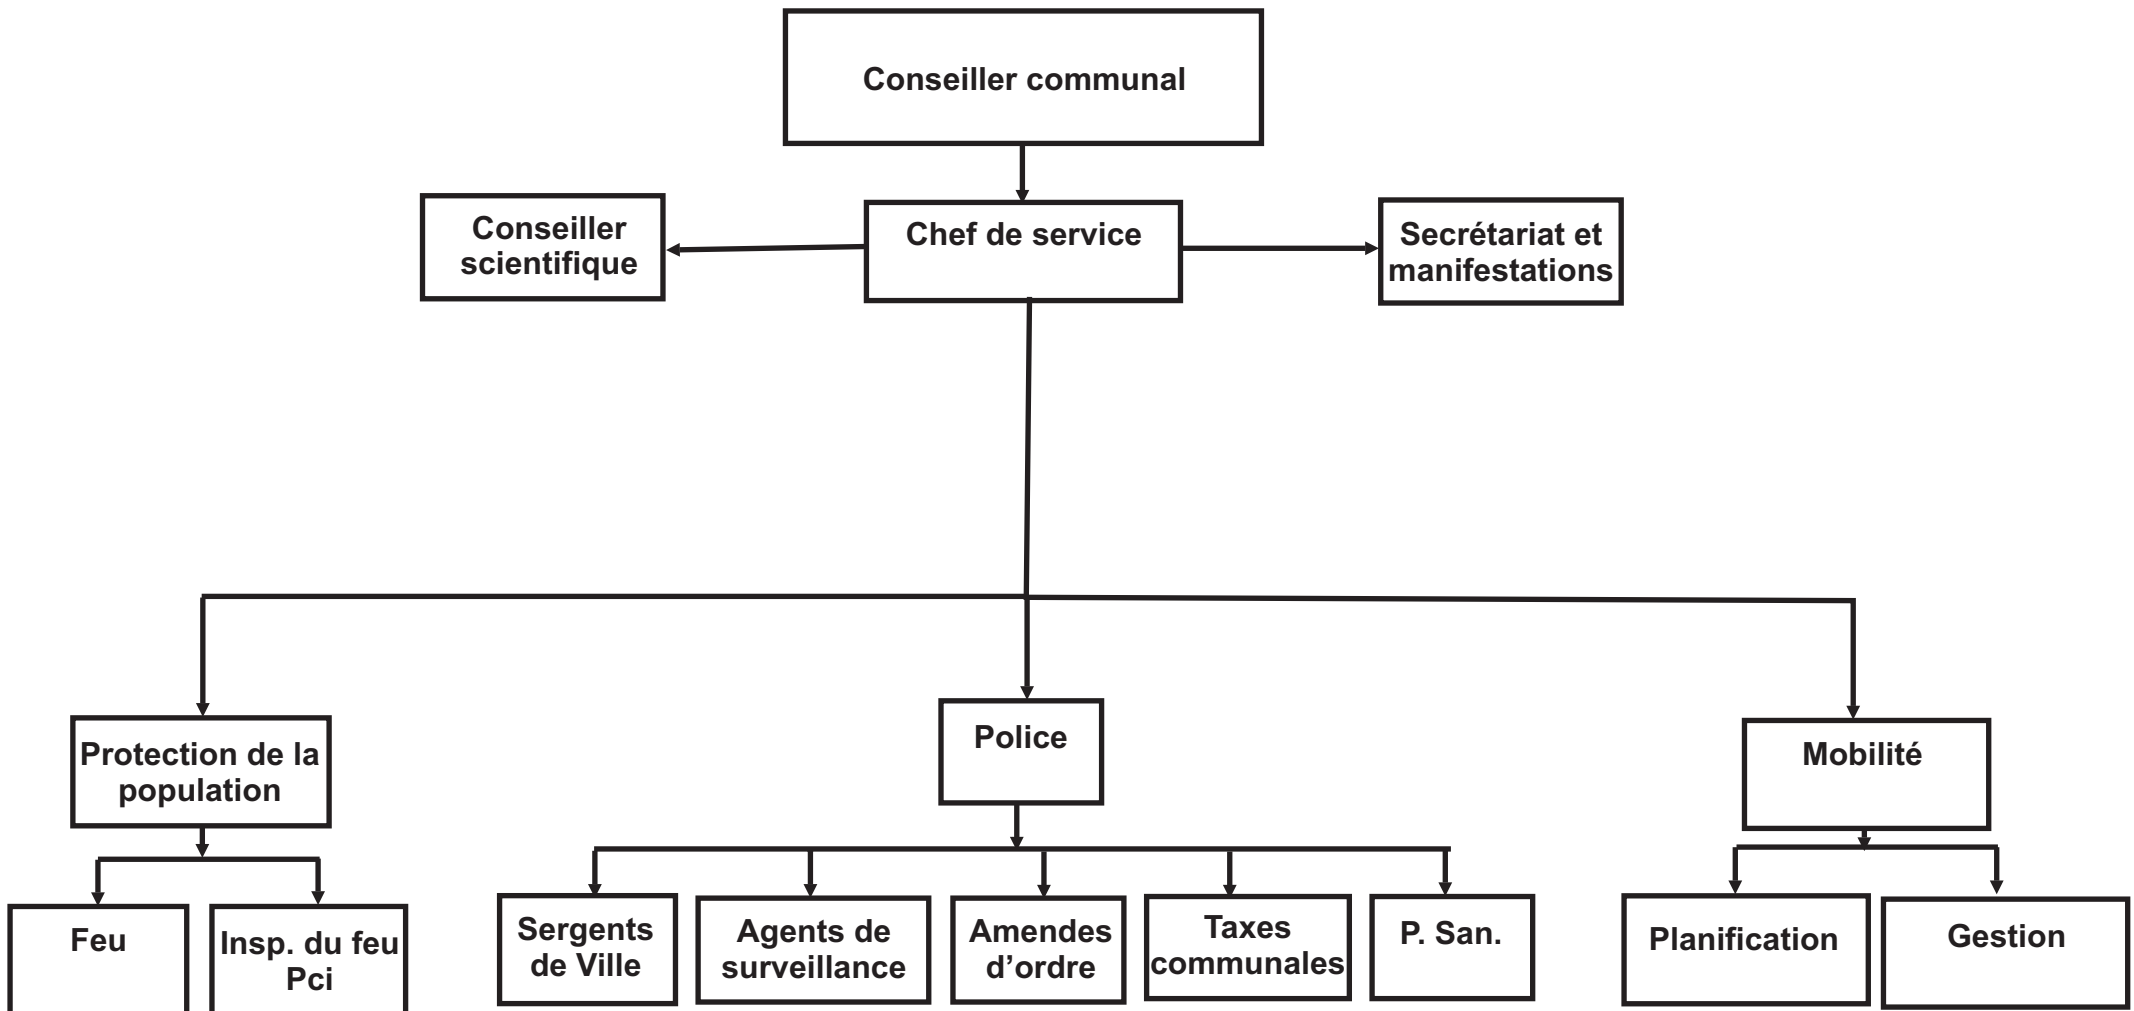 Conseiller communal
Conseiller
scientifique
Chef de service
Secrétariat et
manifestations
Protection de la
population
Police
Mobilité
Feu
Insp. du feu
Pci
Sergents
de Ville
Agents de
surveillance
Amendes
d’ordre
Taxes
communales
P. San.
Planification
Gestion